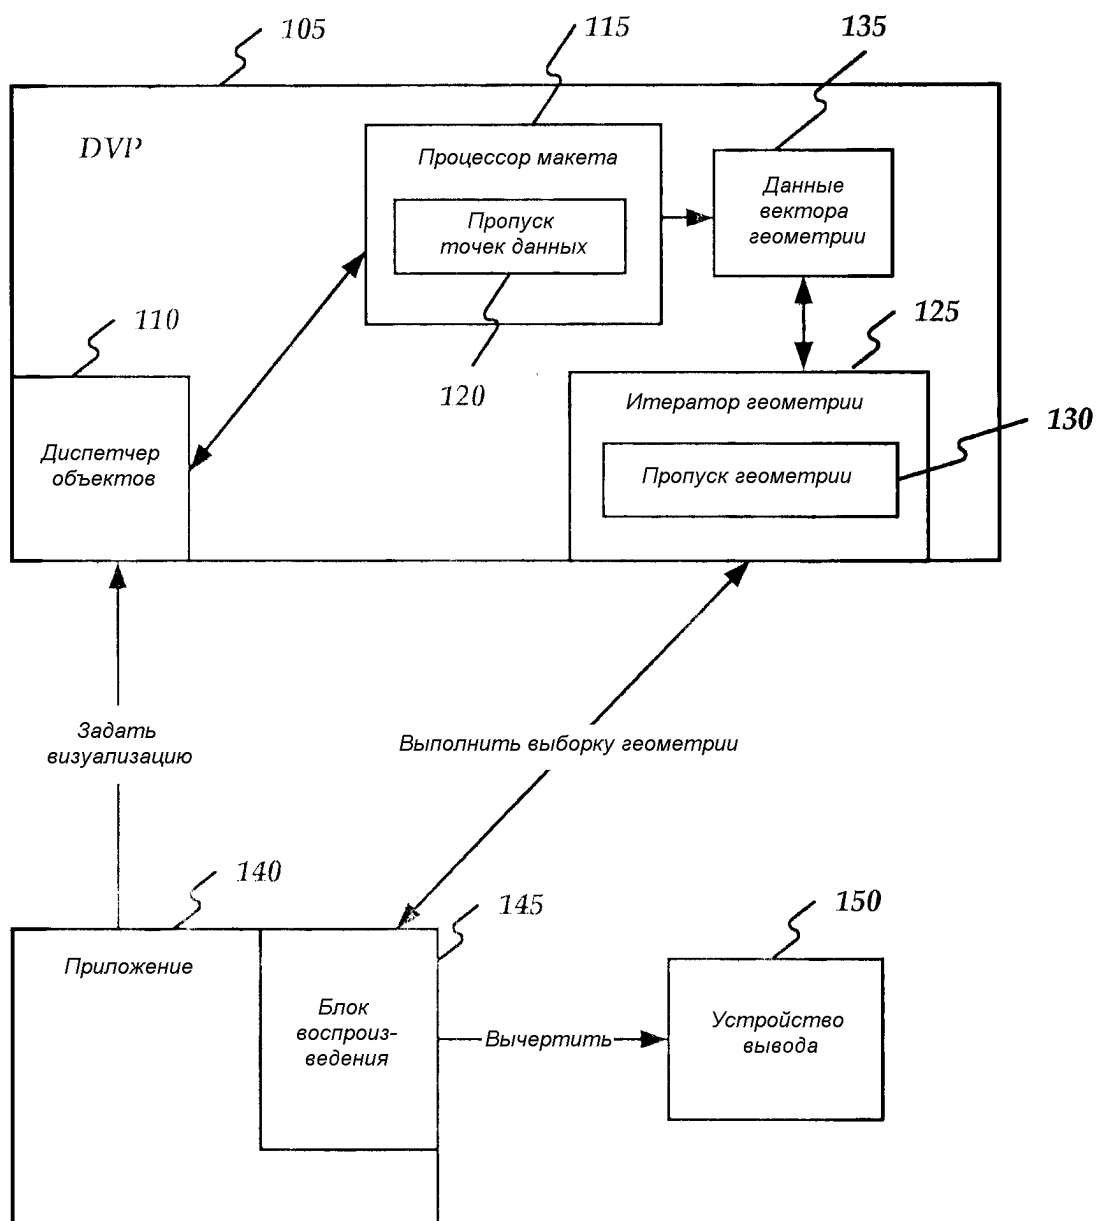 105
115
135
DVP
Процессор макета
Пропуск
точек данных
Данные
вектора
геометрии
110
120
125
Диспетчер
объектов
Итератор геометрии
Пропуск геометрии
130
Задать
визуализацию
Выполнить выборку геометрии
140
145
150
Приложение
Блок
воспроиз-
ведения
Вычертить
Устройство
вывода